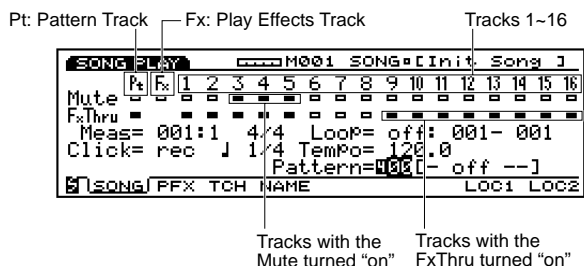 Pt: Pattern Track Fx: Play Effects Track Tracks 1~16
SONG PLAY M001 SONG:[Init Song ]
Pt Fx 1 2 3 4 5 6 7 8 9 10 11 12 13 14 15 16
Mute
FxThru
Meas= 001:1 4/4 Loop= off: 001- 001
Click= rec ♩ 1/4 Tempo= 120.0
Pattern=400[- off --]
SONG PFX TCH NAME LOC1 LOC2
Tracks with the Mute turned “on”
Tracks with the FxThru turned “on”